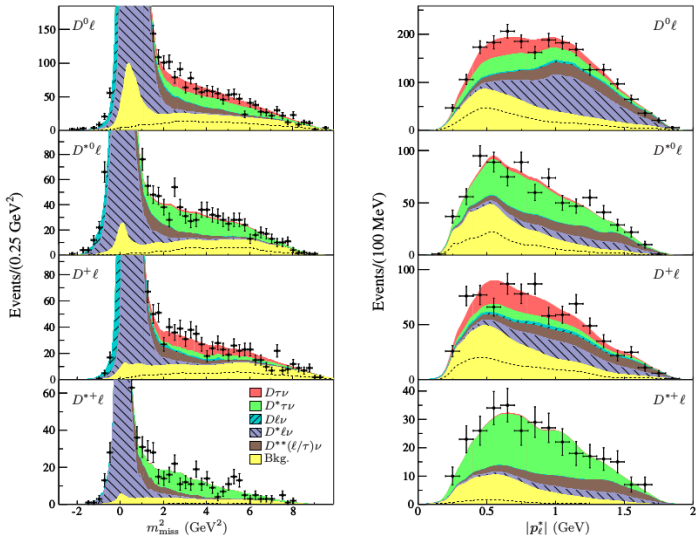 D⁰ℓ
150
100
50
0
D*⁰ℓ
80
60
40
20
0
D⁺ℓ
80
60
40
20
0
D*⁺ℓ
60
40
20
0
-2 0 2 4 6 8
m²miss (GeV²)
Events/(0.25 GeV²)
Dτν
D*τν
Dℓν
D*ℓν
D**(ℓ/τ)ν
Bkg.
D⁰ℓ
200
100
0
D*⁰ℓ
100
50
0
D⁺ℓ
100
50
0
D*⁺ℓ
40
30
20
10
0
0 0.5 1 1.5 2
|p*ℓ| (GeV)
Events/(100 MeV)